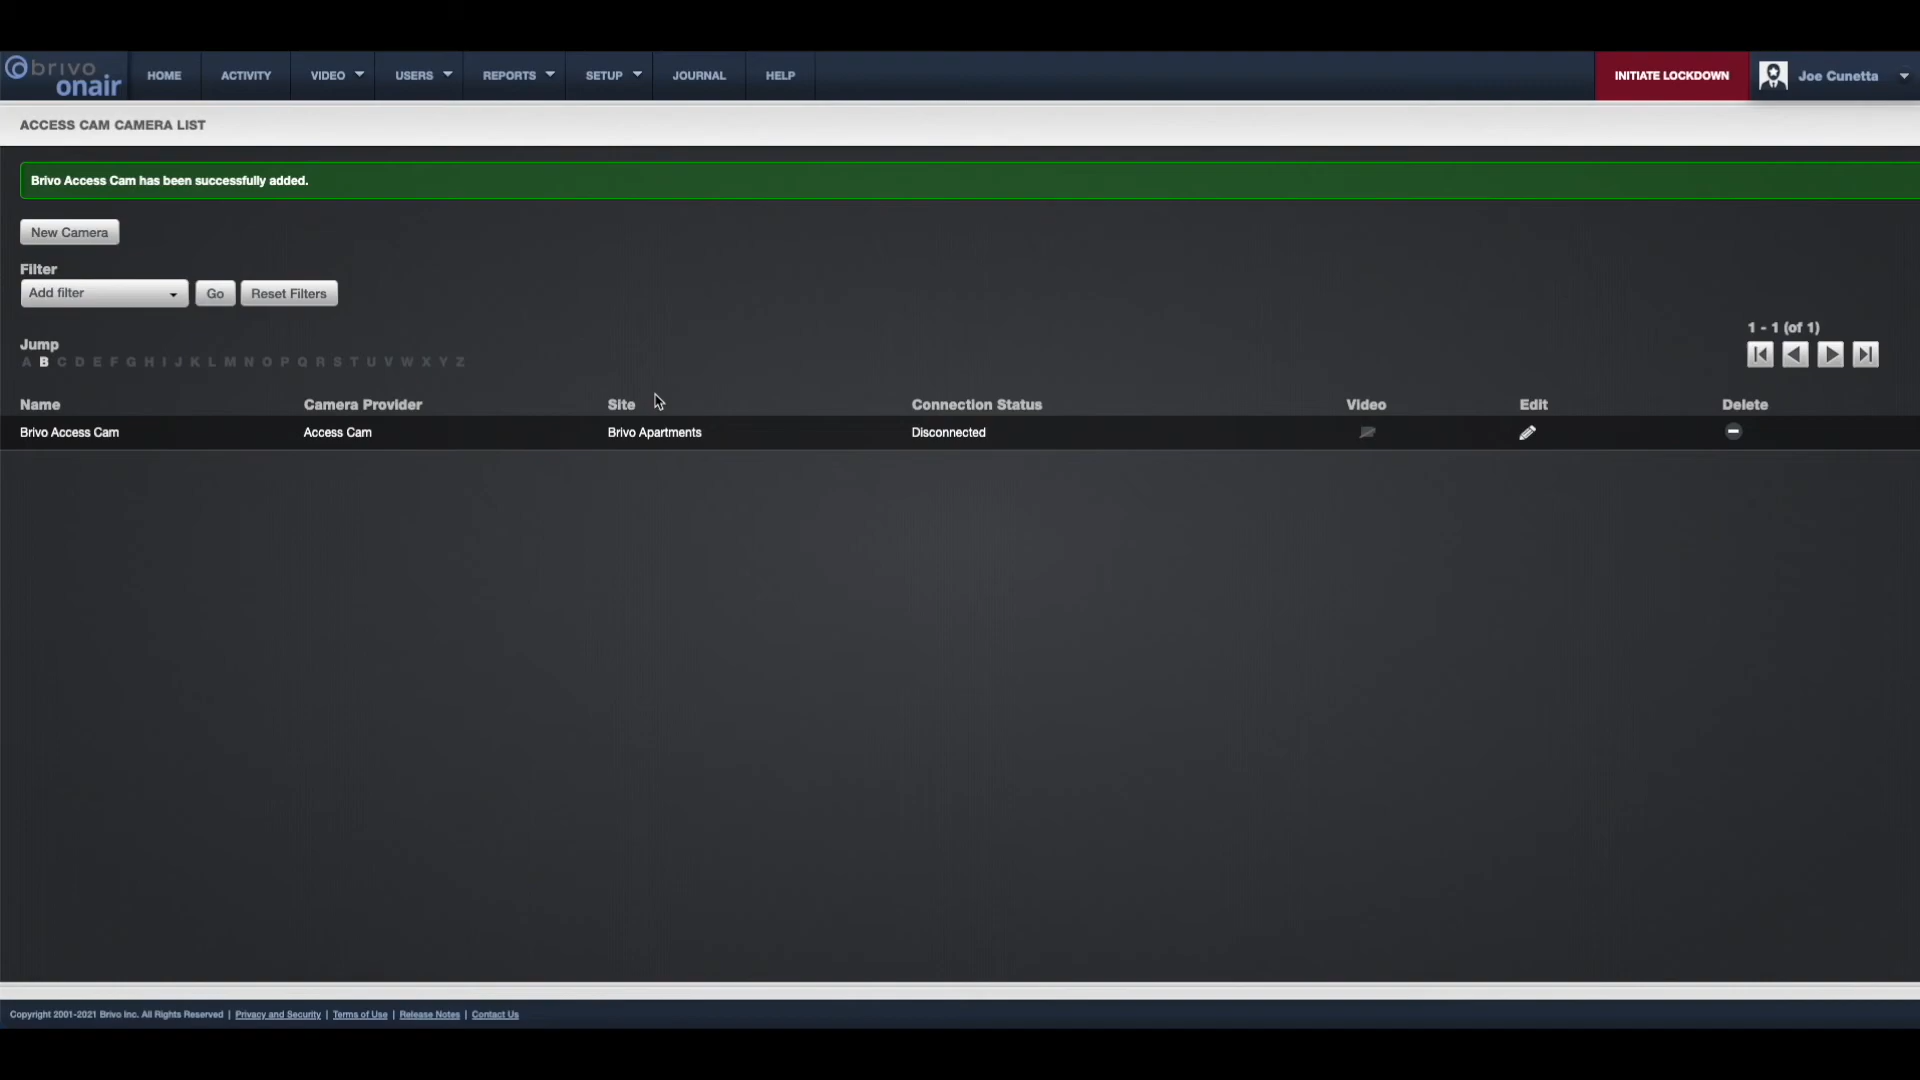 brivo onair
HOME ACTIVITY VIDEO USERS REPORTS SETUP JOURNAL HELP INITIATE LOCKDOWN Joe Cunetta
ACCESS CAM CAMERA LIST
Brivo Access Cam has been successfully added.
New Camera
Filter
Add filter Go Reset Filters
1 - 1 (of 1)
Jump
A B C D E F G H I J K L M N O P Q R S T U V W X Y Z
Name Camera Provider Site Connection Status Video Edit Delete
Brivo Access Cam Access Cam Brivo Apartments Disconnected
Copyright 2001-2021 Brivo Inc. All Rights Reserved | Privacy and Security | Terms of Use | Release Notes | Contact Us